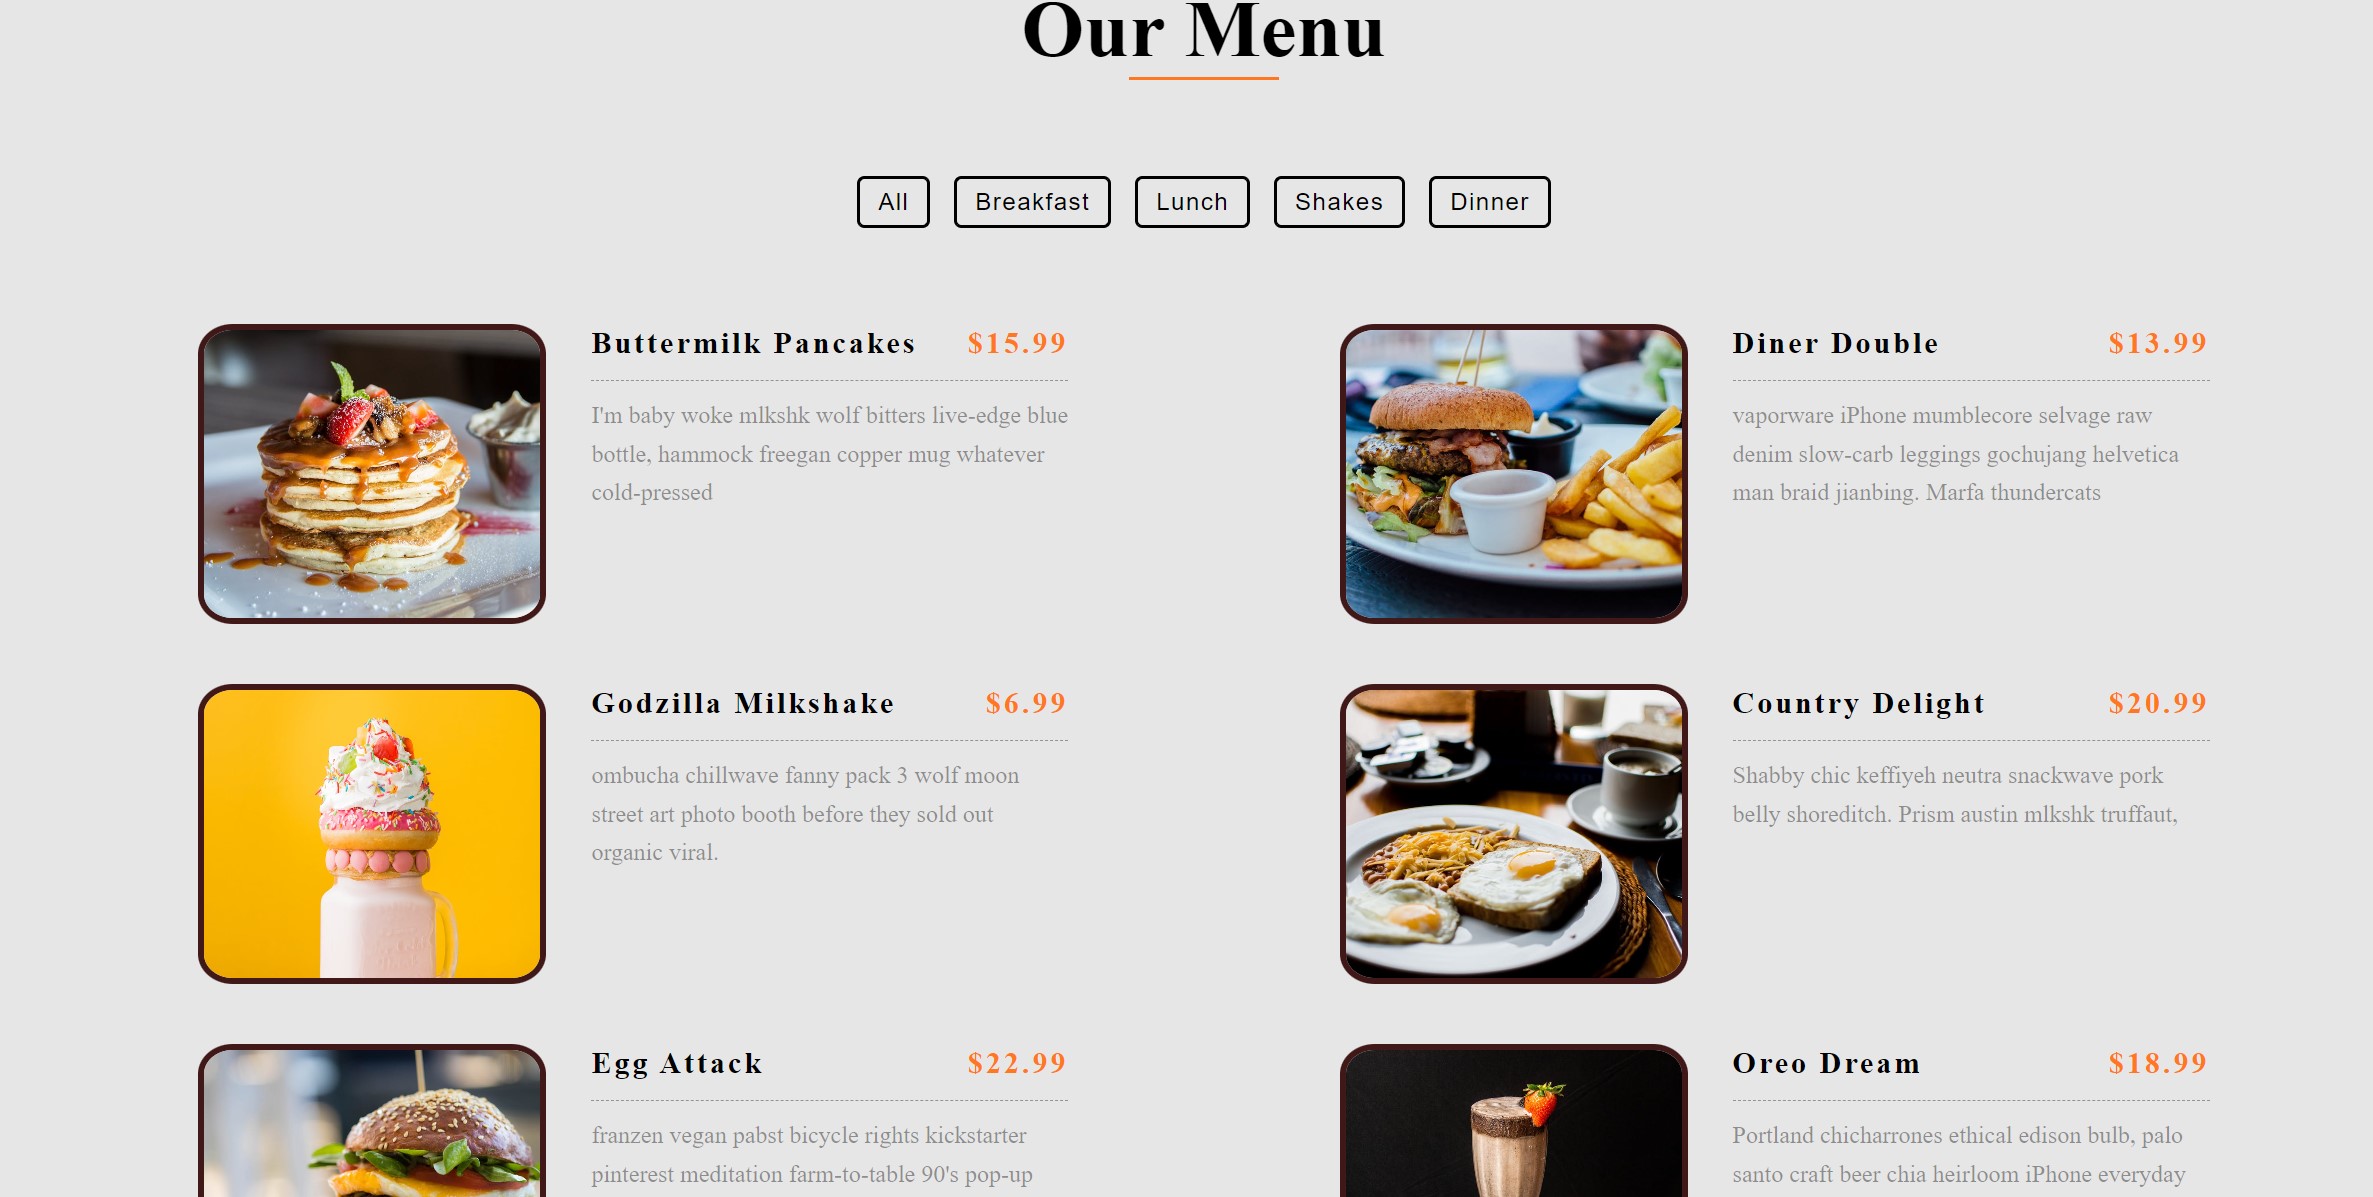 Our Menu
All
Breakfast
Lunch
Shakes
Dinner
Buttermilk Pancakes $15.99
I'm baby woke mlkshk wolf bitters live-edge blue
bottle, hammock freegan copper mug whatever
cold-pressed
Diner Double $13.99
vaporware iPhone mumblecore selvage raw
denim slow-carb leggings gochujang helvetica
man braid jianbing. Marfa thundercats
Godzilla Milkshake $6.99
ombucha chillwave fanny pack 3 wolf moon
street art photo booth before they sold out
organic viral.
Country Delight $20.99
Shabby chic keffiyeh neutra snackwave pork
belly shoreditch. Prism austin mlkshk truffaut,
Egg Attack $22.99
franzen vegan pabst bicycle rights kickstarter
pinterest meditation farm-to-table 90's pop-up
Oreo Dream $18.99
Portland chicharrones ethical edison bulb, palo
santo craft beer chia heirloom iPhone everyday